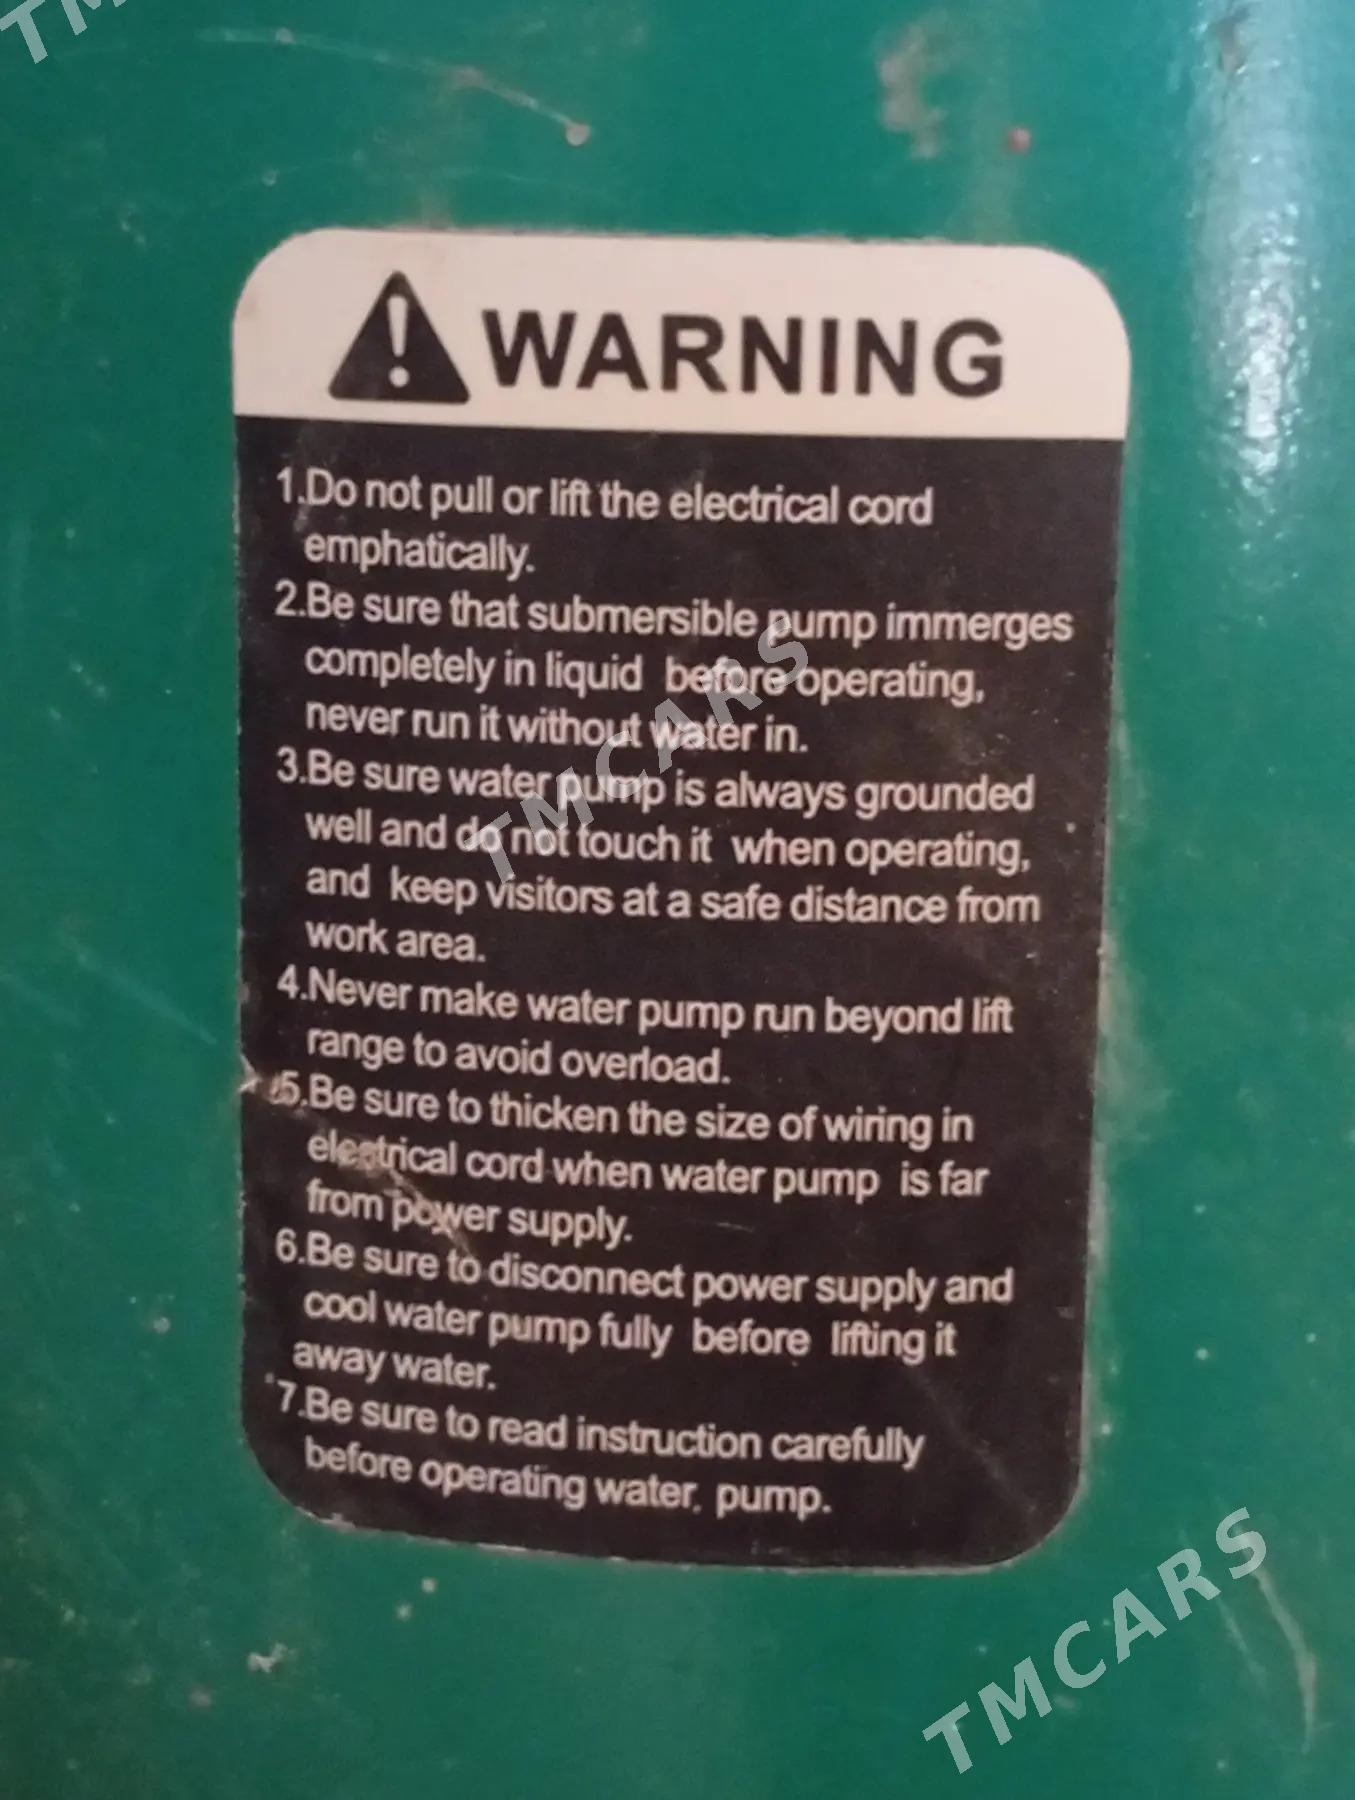 TM
WARNING
1.Do not pull or lift the electrical cord
emphatically.
2.Be sure that submersible pump immerges
completely in liquid before operating,
never run it without water in.
3.Be sure water pump is always grounded
well and do not touch it when operating,
and keep visitors at a safe distance from
work area.
4.Never make water pump run beyond lift
range to avoid overload.
5.Be sure to thicken the size of wiring in
electrical cord when water pump is far
from power supply.
6.Be sure to disconnect power supply and
cool water pump fully before lifting it
away water.
7.Be sure to read instruction carefully
before operating water. pump.
TMCARS
TMCARS